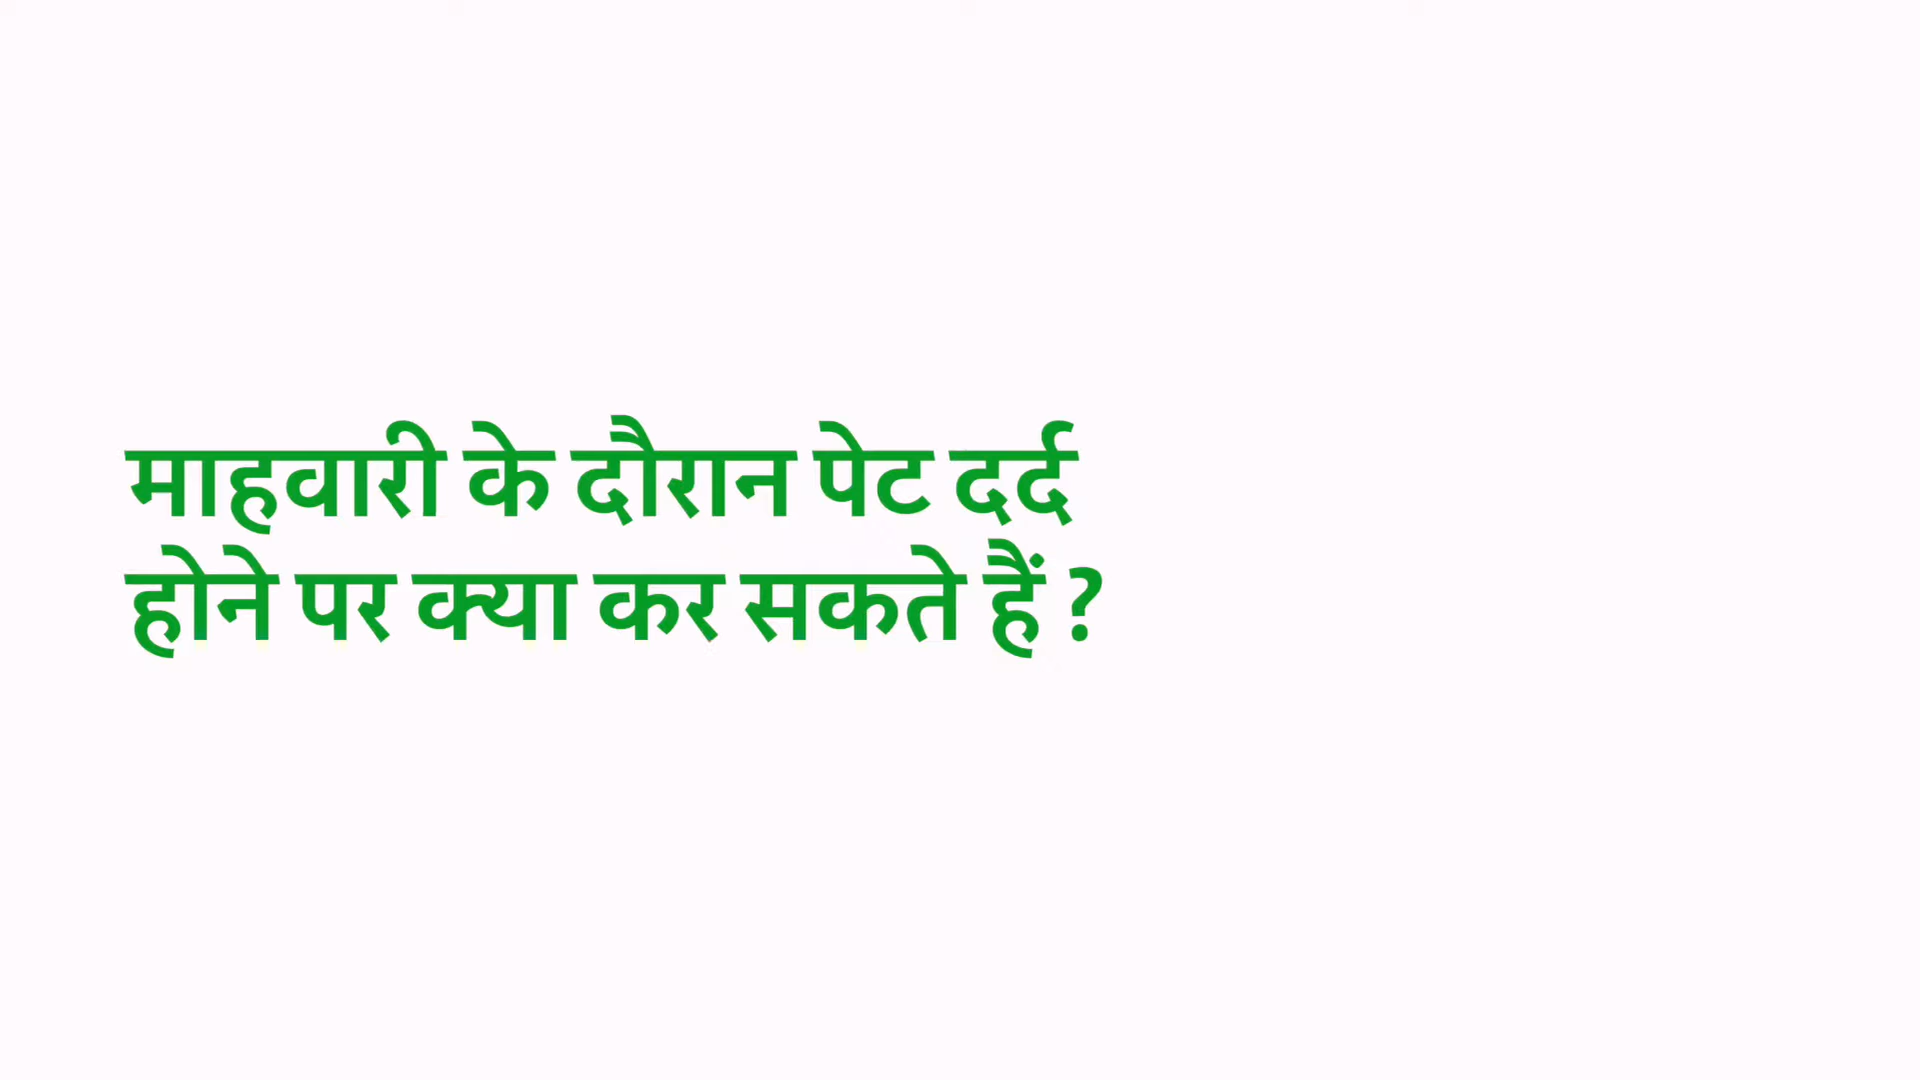 माहवारी के दौरान पेट दर्द
होने पर क्या कर सकते हैं ?